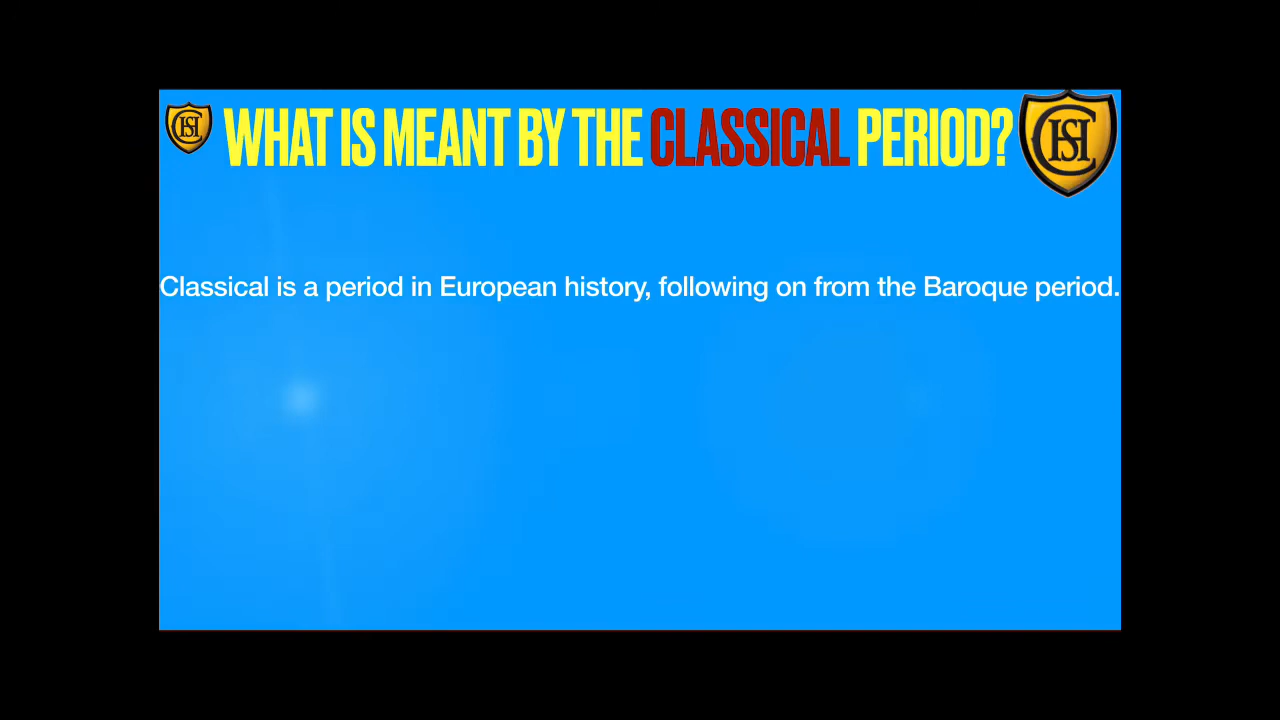 WHAT IS MEANT BY THE CLASSICAL PERIOD?
Classical is a period in European history, following on from the Baroque period.